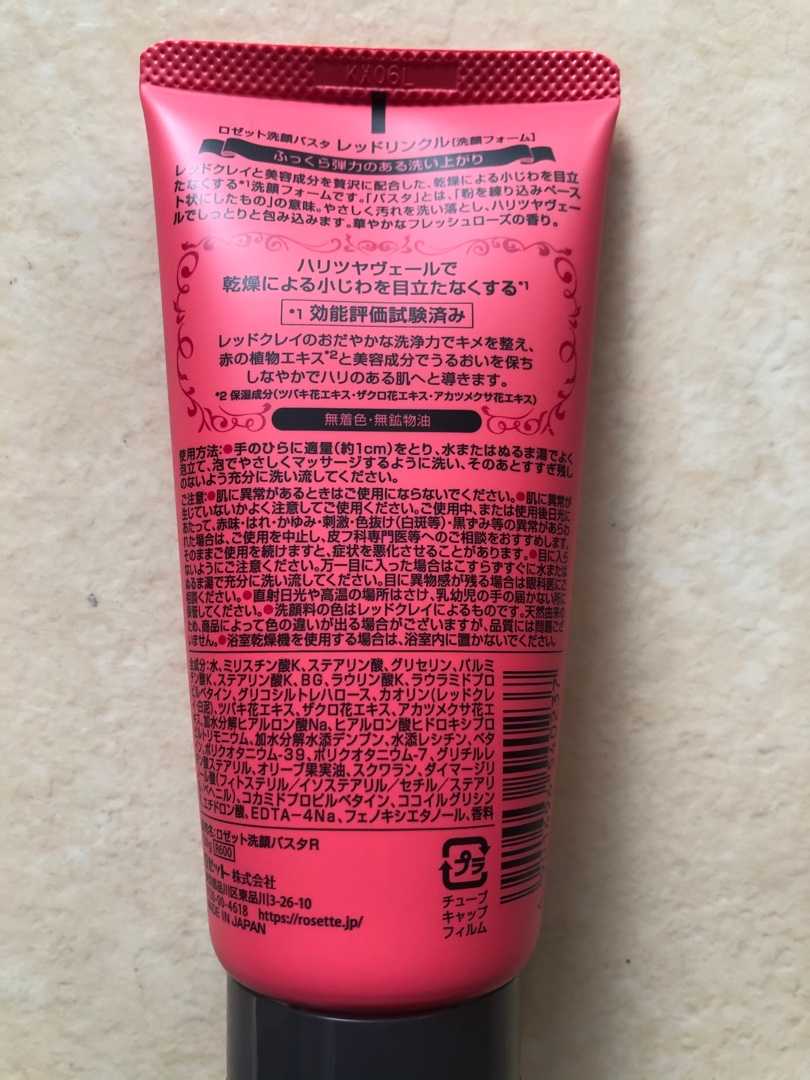 KX06L
ロゼット洗顔パスタ レッドリンクル[洗顔フォーム]
ふっくら弾力のある洗い上がり
レッドクレイと美容成分を贅沢に配合した、乾燥による小じわを目立
たなくする*1洗顔フォームです。「パスタ」とは、「粉を練り込みペース
ト状にしたもの」の意味。やさしく汚れを洗い落とし、ハリツヤヴェー
ルでしっとりと包み込みます。華やかなフレッシュローズの香り。
ハリツヤヴェールで
乾燥による小じわを目立たなくする*1
*1 効能評価試験済み
レッドクレイのおだやかな洗浄力でキメを整え、
赤の植物エキス*2と美容成分でうるおいを保ち
しなやかでハリのある肌へと導きます。
*2 保湿成分(ツバキ花エキス・ザクロ花エキス・アカツメクサ花エキス)
無着色・無鉱物油
使用方法:●手のひらに適量(約1cm)をとり、水またはぬるま湯でよく
泡立て、泡でやさしくマッサージするように洗い、そのあとすすぎ残し
のないよう充分に洗い流してください。
ご注意:●肌に異常があるときはご使用にならないでください。●肌に異常が
生じていないかよく注意してご使用ください。ご使用中、または使用後日光に
あたって、赤味・はれ・かゆみ・刺激・色抜け(白斑等)・黒ずみ等の異常があらわ
れた場合は、ご使用を中止し、皮フ科専門医等へのご相談をおすすめします。
そのままご使用を続けますと、症状を悪化させることがあります。●目に入ら
ないようにご注意ください。万一目に入った場合はこすらずすぐに水または
ぬるま湯で充分に洗い流してください。目に異物感が残る場合は眼科医にご
相談ください。●直射日光や高温の場所はさけ、乳幼児の手の届かない所に
保管してください。●洗顔料の色はレッドクレイによるものです。天然由来のた
め、商品によって色の違いが出る場合がございますが、品質には問題ござ
いません。●浴室乾燥機を使用する場合は、浴室内に置かないでください。
全成分:水、ミリスチン酸K、ステアリン酸、グリセリン、パルミ
チン酸K、ステアリン酸K、BG、ラウリン酸K、ラウラミドプロ
ピルベタイン、グリコシルトレハロース、カオリン(レッドクレ
イ・白泥)、ツバキ花エキス、ザクロ花エキス、アカツメクサ花エ
キス、加水分解ヒアルロン酸Na、ヒアルロン酸ヒドロキシプロ
ピルトリモニウム、加水分解水添デンプン、水添レシチン、ベタ
イン、ポリクオタニウム-39、ポリクオタニウム-7、グリチルレ
チン酸ステアリル、オリーブ果実油、スクワラン、ダイマージリ
ノール酸(フイトステリル/イソステアリル/セチル/ステアリ
ル/ベヘニル)、コカミドプロピルベタイン、ココイルグリシン
エチドロン酸、EDTA-4Na、フェノキシエタノール、香料
ロゼット洗顔パスタR
R600
ロゼット株式会社
品川区東品川3-26-10
00-4618 https://rosette.jp/
MADE IN JAPAN
プラ
チューブ
キャップ
フィルム